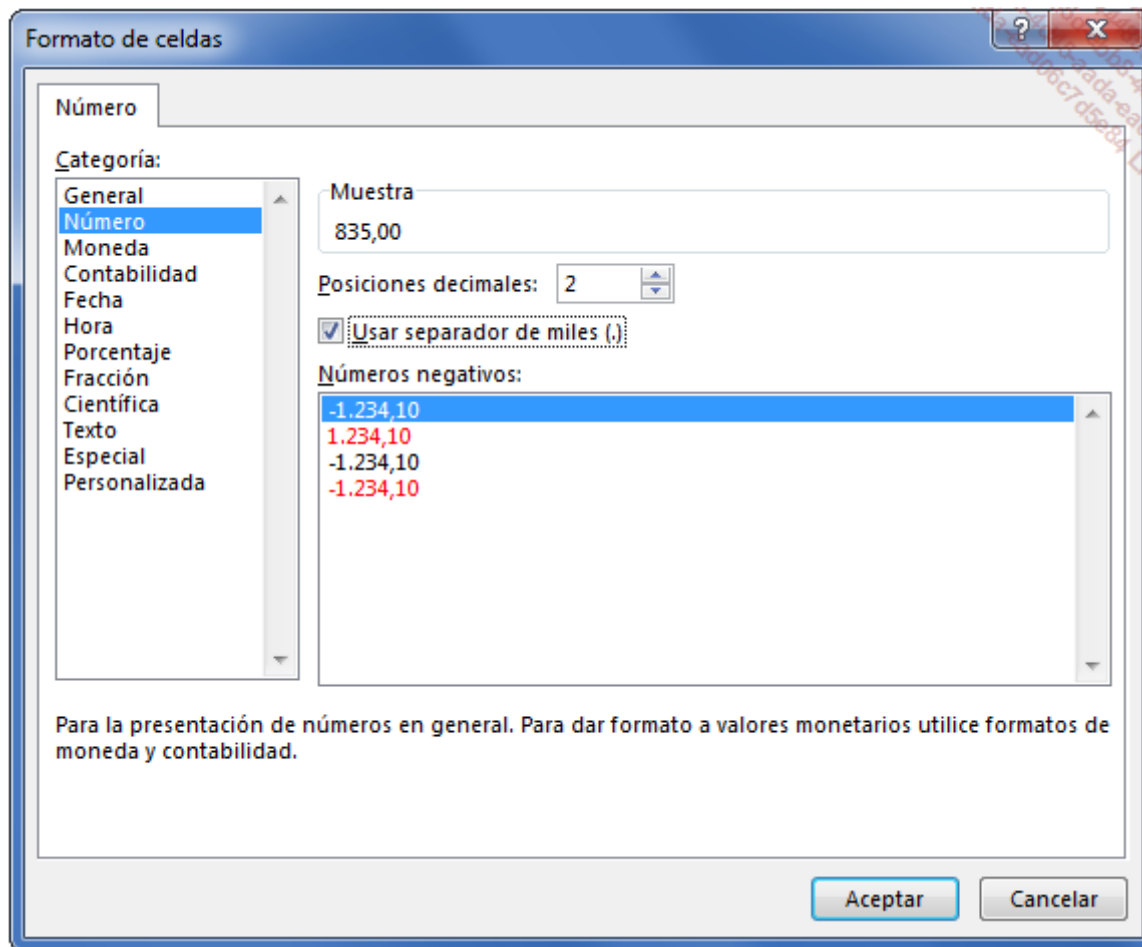 Formato de celdas
Número
Categoría:
General
Número
Moneda
Contabilidad
Fecha
Hora
Porcentaje
Fracción
Científica
Texto
Especial
Personalizada
Muestra
835,00
Posiciones decimales: 2
Usar separador de miles (.)
Números negativos:
-1.234,10
1.234,10
-1.234,10
-1.234,10
Para la presentación de números en general. Para dar formato a valores monetarios utilice formatos de
moneda y contabilidad.
Aceptar
Cancelar